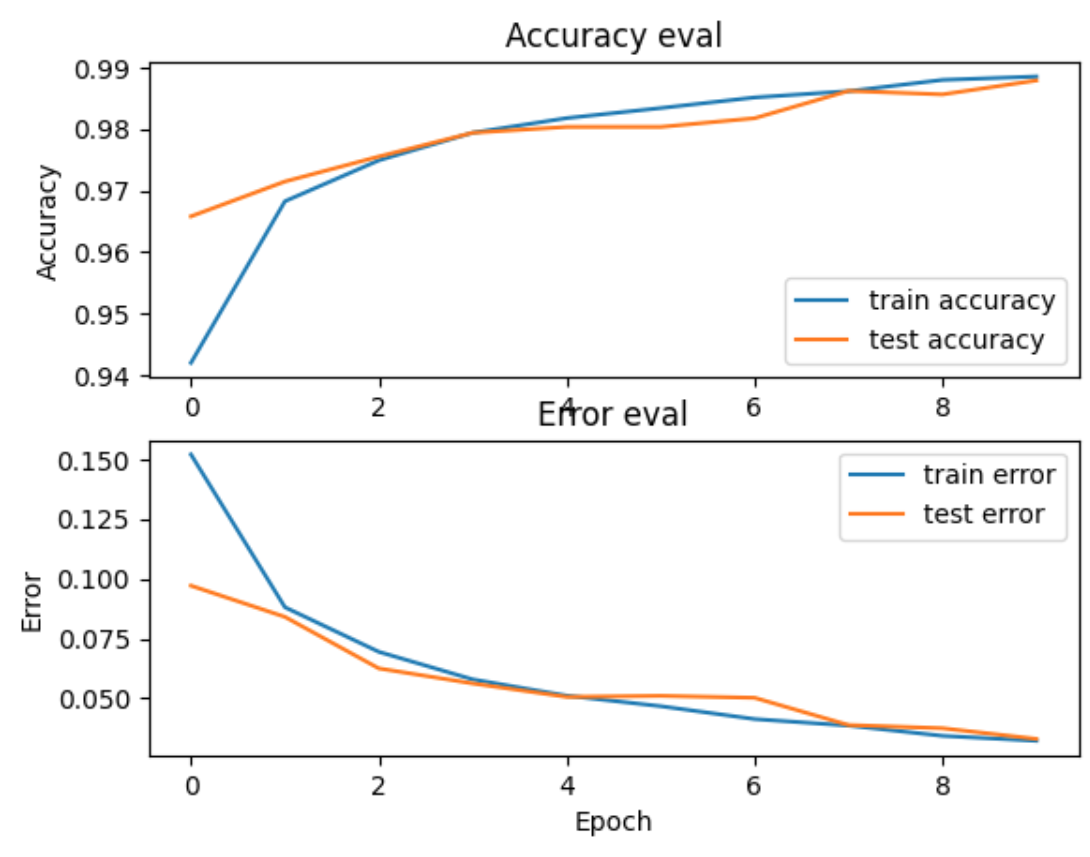 Accuracy eval
0.99
0.98
0.97
0.96
0.95
0.94
Accuracy
train accuracy
test accuracy
0 2 4 6 8
Error eval
0.150
0.125
0.100
0.075
0.050
Error
train error
test error
0 2 4 6 8
Epoch